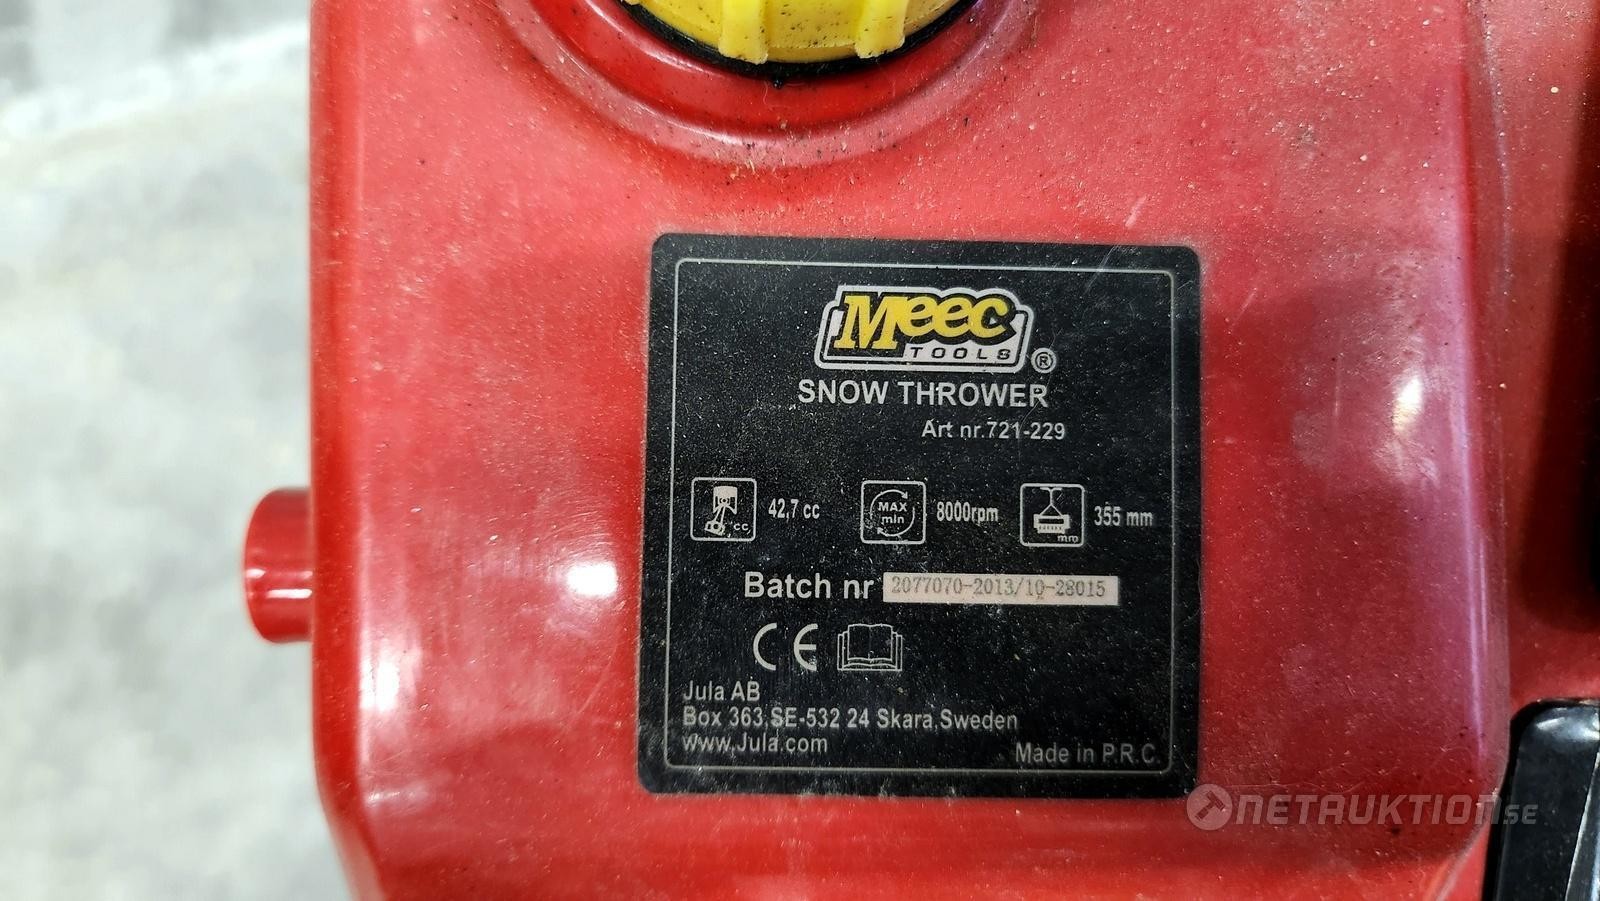 Meec
TOOLS ®
SNOW THROWER
Art nr.721-229
cc 42,7 cc MAX min 8000rpm mm 355 mm
Batch nr 2077070-2013/10-28015
CE
Jula AB
Box 363,SE-532 24 Skara,Sweden
www.Jula.com
Made in P.R.C.
NETAUKTION.SE